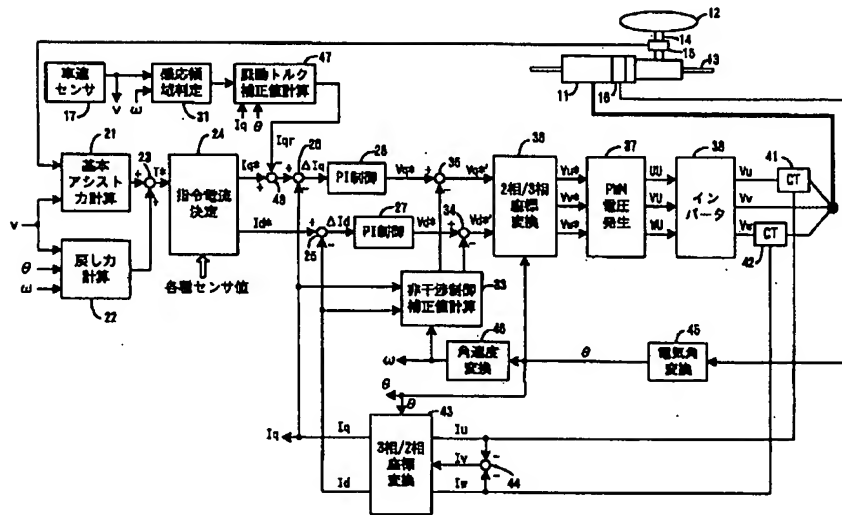 12
14
15
43
47
車速
センサ
17
感応領
域判定
31
脈動トルク
補正値計算
11
16
v
ω
Iq
θ
Iqr
21
基本
アシスト
力計算
23
T*
24
指令電流
決定
Iq*
48
26
ΔIq
28
PI制御
Vq*
36
Vq*'
38
2相/3相
座標
変換
Vu*
Vv*
Vw*
37
PWM
電圧
発生
UU
VU
WU
38
イン
バータ
Vu
Vv
Vw
41
CT
CT
42
Id*
25
ΔId
27
PI制御
Vd*
34
Vd*'
v
θ
ω
戻し力
計算
22
各種センサ値
非干渉制御
補正値計算
33
ω
46
角速度
変換
θ
45
電気角
変換
θ
θ
43
Iq
Iq
Id
3相/2相
座標
変換
Iu
Iv
Iw
44